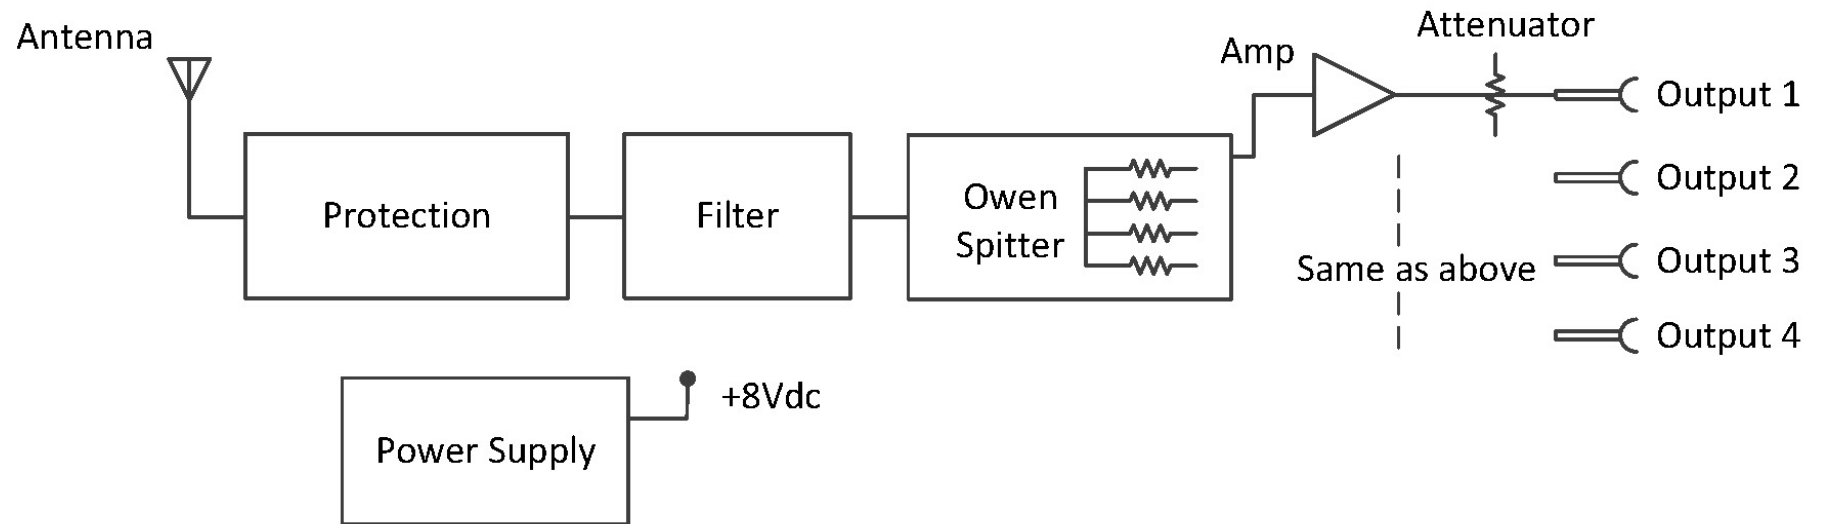 Antenna
Protection
Filter
Owen
Spitter
Amp
Attenuator
Output 1
Output 2
Same as above
Output 3
Output 4
Power Supply
+8Vdc